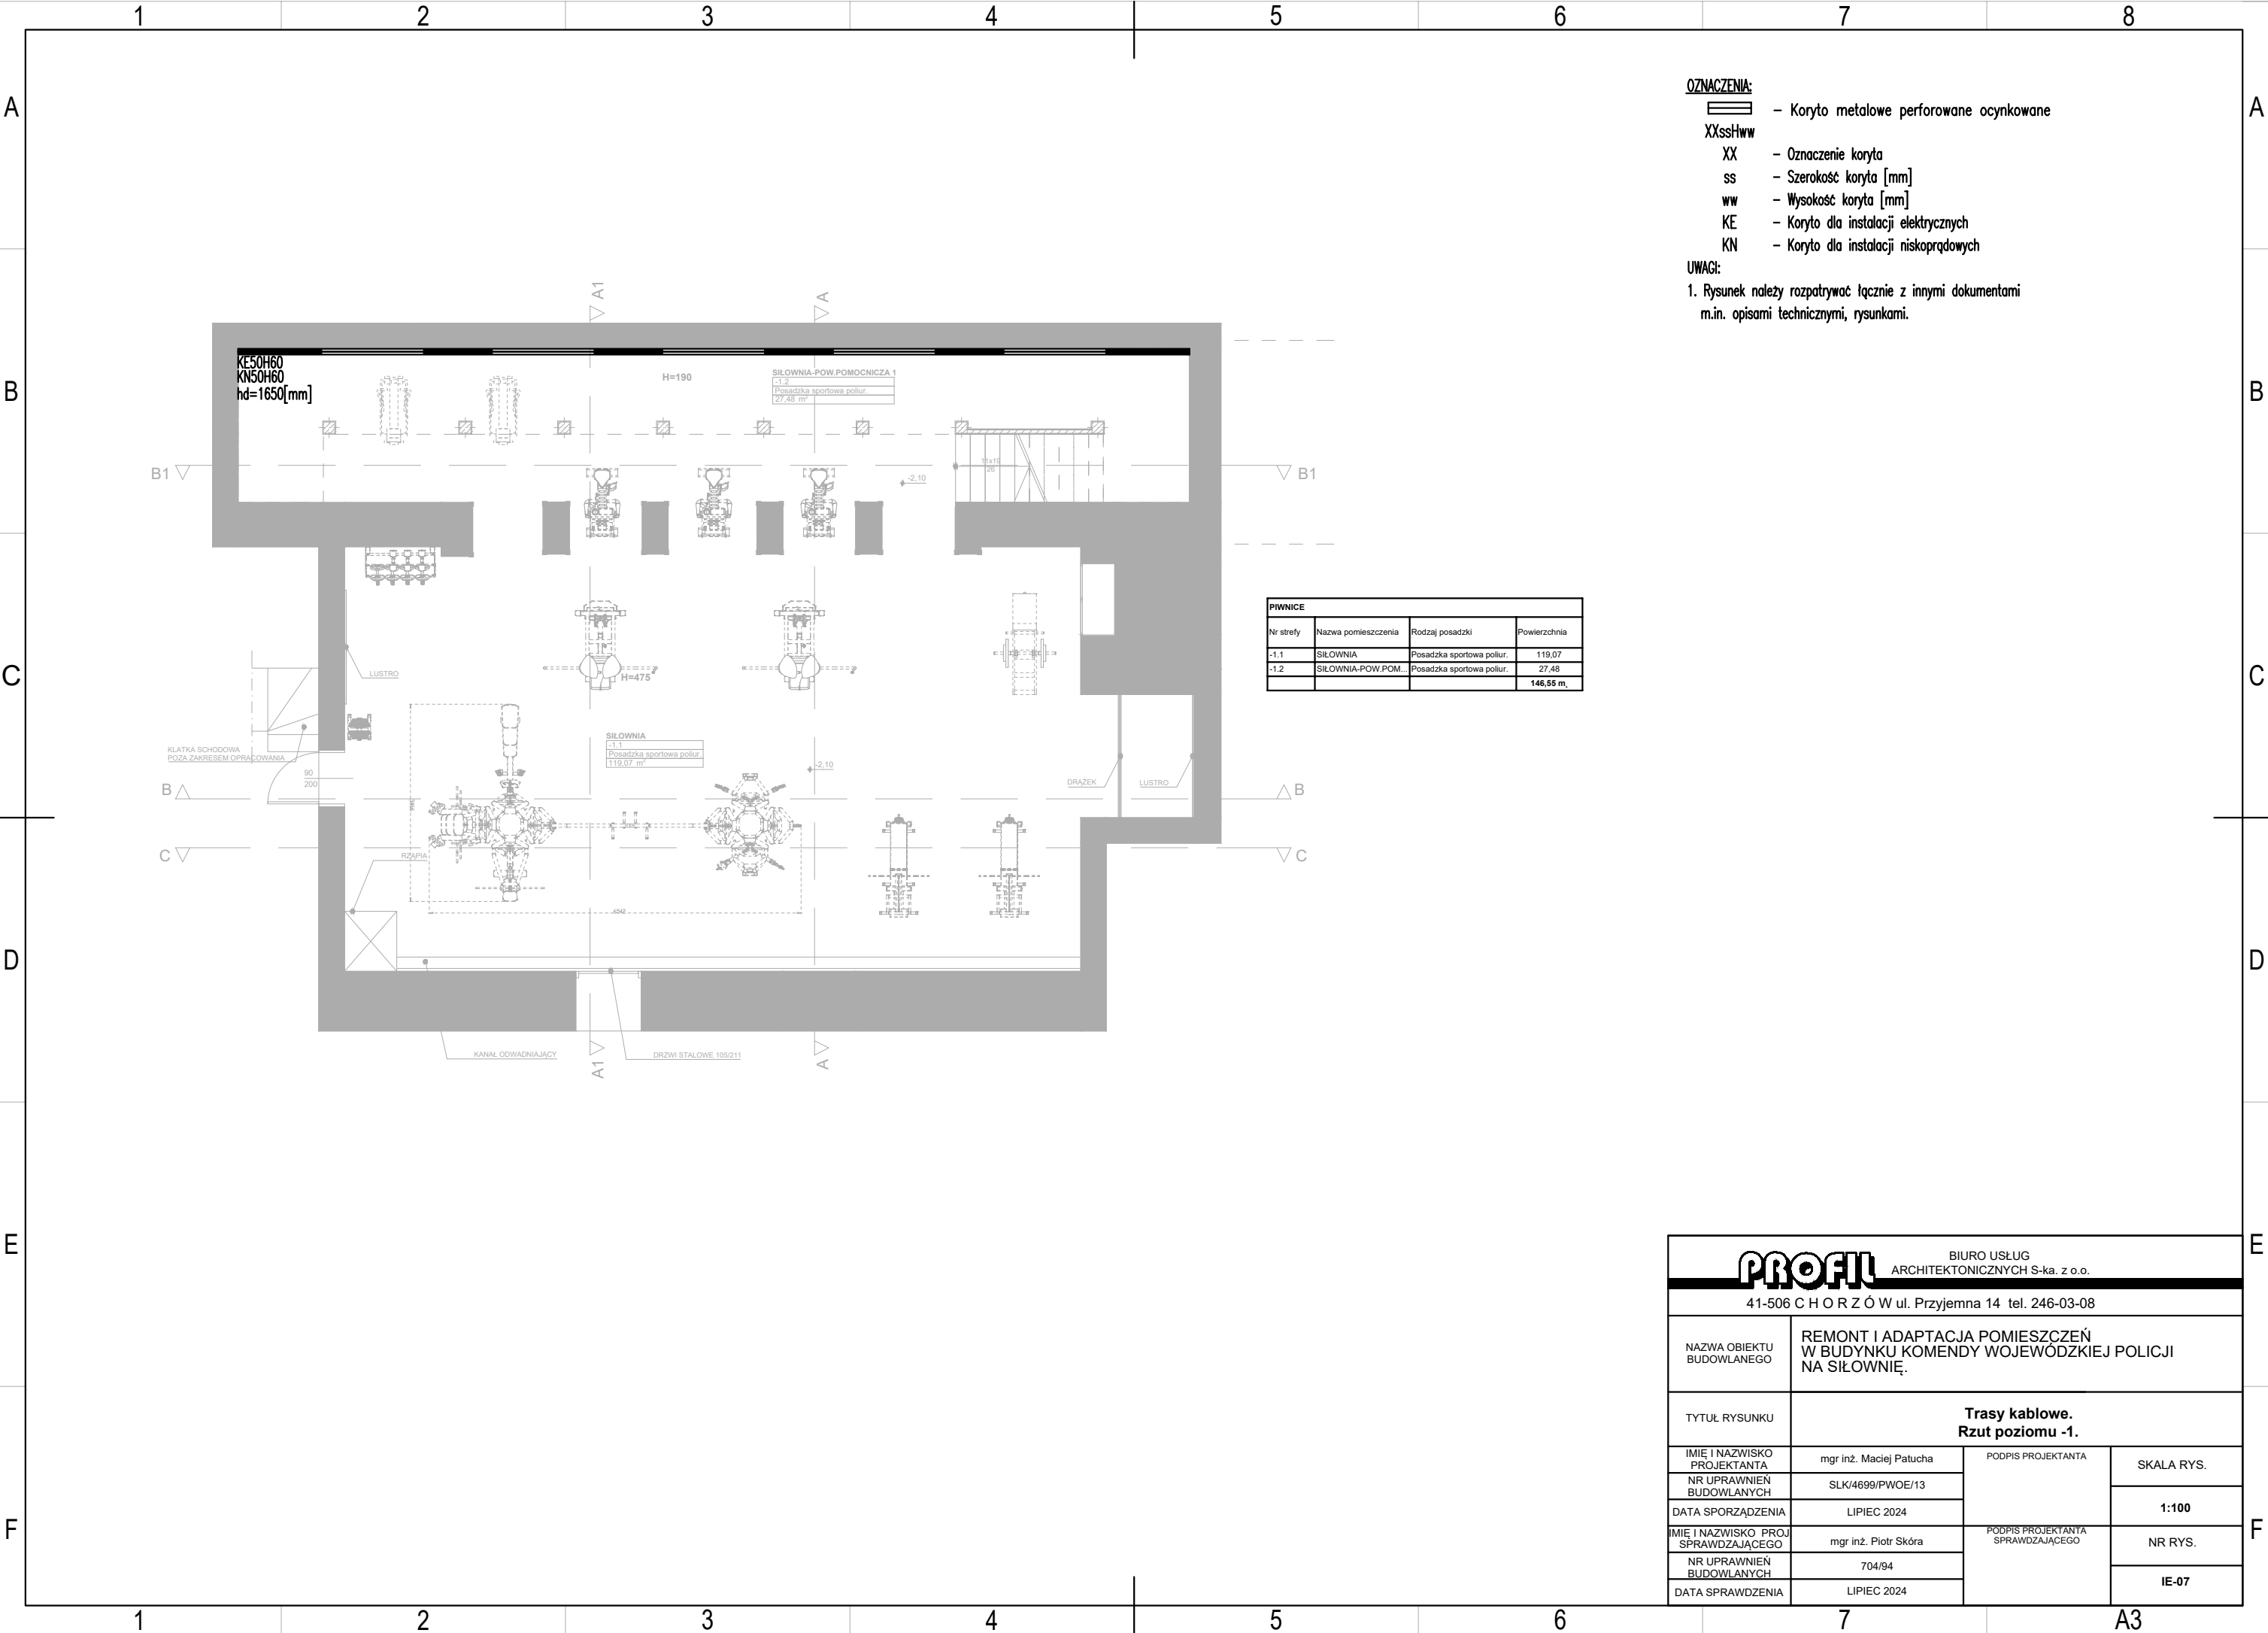 1 2 3 4 5 6 7 8
A A
B B
C C
D D
E E
F F
OZNACZENIA:
– Koryto metalowe perforowane ocynkowane
XXssHww
XX – Oznaczenie koryta
ss – Szerokość koryta [mm]
ww – Wysokość koryta [mm]
KE – Koryto dla instalacji elektrycznych
KN – Koryto dla instalacji niskoprądowych
UWAGI:
1. Rysunek należy rozpatrywać łącznie z innymi dokumentami
m.in. opisami technicznymi, rysunkami.
A1 A
KE50H60
KN50H60
hd=1650[mm]
H=190
SIŁOWNIA-POW.POMOCNICZA 1
-1.2
Posadzka sportowa poliur.
27,48 m²
B1 B1
-2,10
LUSTRO
H=475
KLATKA SCHODOWA
POZA ZAKRESEM OPRACOWANIA
90
200
SIŁOWNIA
-1.1
Posadzka sportowa poliur.
119,07 m²
-2,10
DRĄŻEK LUSTRO
B B
C C
RZĄPIA
KANAŁ ODWADNIAJĄCY
DRZWI STALOWE 105/211
A1 A
PIWNICE
Nr strefy Nazwa pomieszczenia Rodzaj posadzki Powierzchnia
-1.1 SIŁOWNIA Posadzka sportowa poliur. 119,07
-1.2 SIŁOWNIA-POW.POM... Posadzka sportowa poliur. 27,48
146,55 m
PROFIL
BIURO USŁUG
ARCHITEKTONICZNYCH S-ka. z o.o.
41-506 C H O R Z Ó W ul. Przyjemna 14 tel. 246-03-08
NAZWA OBIEKTU
BUDOWLANEGO
REMONT I ADAPTACJA POMIESZCZEŃ
W BUDYNKU KOMENDY WOJEWÓDZKIEJ POLICJI
NA SIŁOWNIĘ.
TYTUŁ RYSUNKU
Trasy kablowe.
Rzut poziomu -1.
IMIĘ I NAZWISKO
PROJEKTANTA
mgr inż. Maciej Patucha
PODPIS PROJEKTANTA
SKALA RYS.
NR UPRAWNIEŃ
BUDOWLANYCH
SLK/4699/PWOE/13
DATA SPORZĄDZENIA
LIPIEC 2024
1:100
IMIĘ I NAZWISKO PROJ
SPRAWDZAJĄCEGO
mgr inż. Piotr Skóra
PODPIS PROJEKTANTA
SPRAWDZAJĄCEGO
NR RYS.
NR UPRAWNIEŃ
BUDOWLANYCH
704/94
DATA SPRAWDZENIA
LIPIEC 2024
IE-07
1 2 3 4 5 6 7 A3